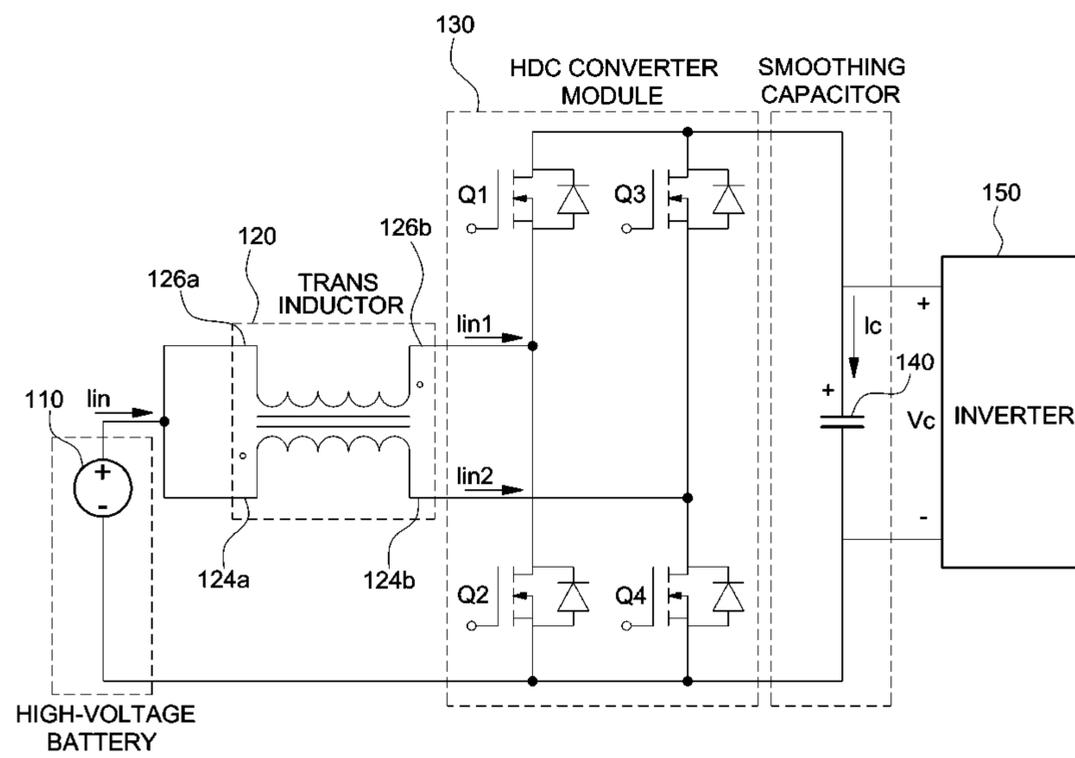 130
HDC CONVERTER
MODULE
SMOOTHING
CAPACITOR
Q1
Q3
150
120
126b
126a
TRANS
INDUCTOR
Iin1
+
Ic
110
Iin
+
140
Vc
INVERTER
+
-
Iin2
-
124a
124b
Q2
Q4
HIGH-VOLTAGE
BATTERY